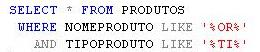 SELECT * FROM PRODUTOS
WHERE NOMEPRODUTO LIKE '%OR%'
AND TIPOPRODUTO LIKE '%TI%'